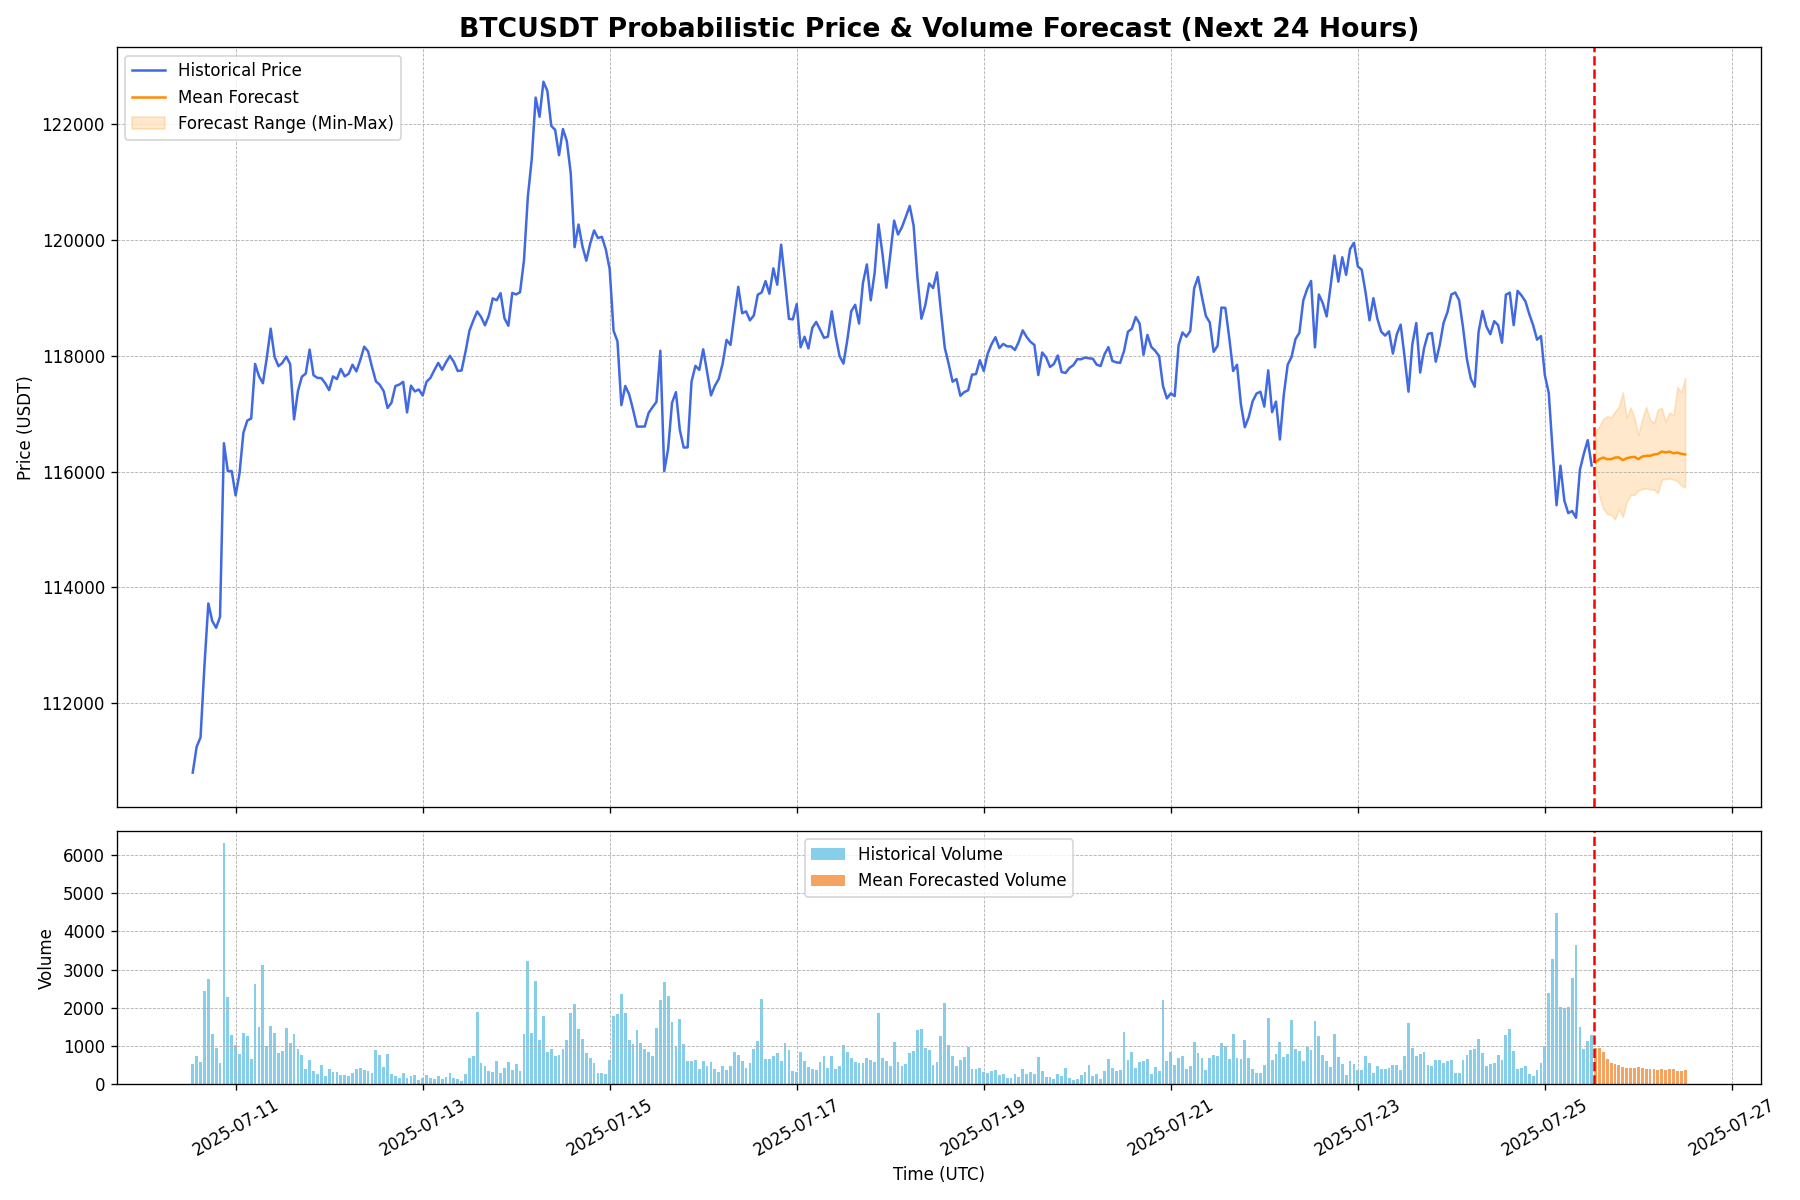 BTCUSDT Probabilistic Price & Volume Forecast (Next 24 Hours)
Historical Price
Mean Forecast
Forecast Range (Min-Max)
122000
120000
118000
116000
114000
112000
Price (USDT)
Historical Volume
Mean Forecasted Volume
6000
5000
4000
3000
2000
1000
0
Volume
2025-07-11
2025-07-13
2025-07-15
2025-07-17
2025-07-19
2025-07-21
2025-07-23
2025-07-25
2025-07-27
Time (UTC)